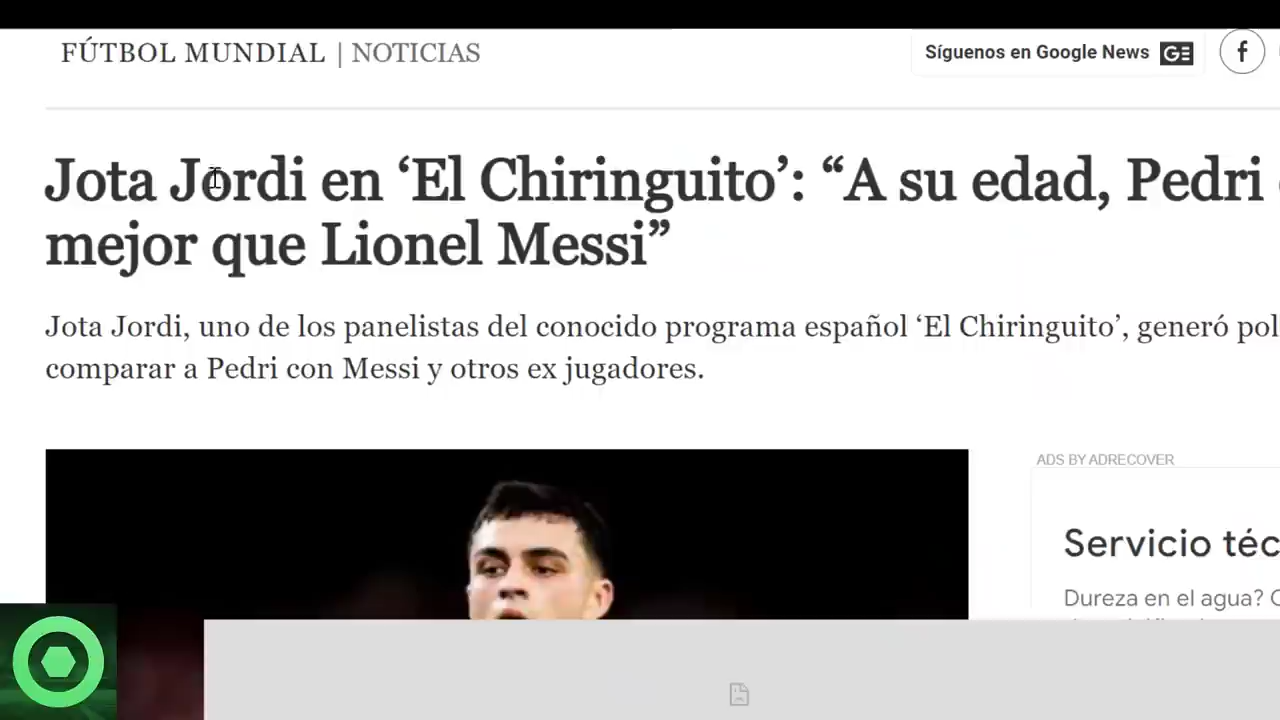 FÚTBOL MUNDIAL | NOTICIAS
Síguenos en Google News GE
Jota Jordi en ‘El Chiringuito’: “A su edad, Pedri
mejor que Lionel Messi”
Jota Jordi, uno de los panelistas del conocido programa español ‘El Chiringuito’, generó pol
comparar a Pedri con Messi y otros ex jugadores.
ADS BY ADRECOVER
Servicio téc
Dureza en el agua?